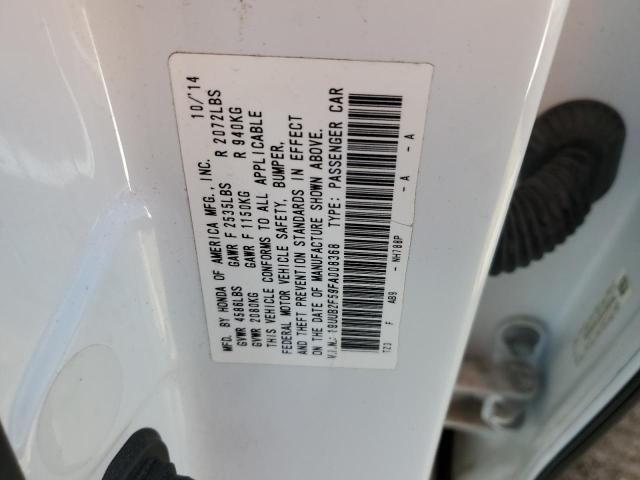 MFD. BY HONDA OF AMERICA MFG., INC. 10/'14
GVWR 4586LBS GAWR F 2535LBS R 2072LBS
GVWR 2080KG GAWR F 1150KG R 940KG
THIS VEHICLE CONFORMS TO ALL APPLICABLE
FEDERAL MOTOR VEHICLE SAFETY, BUMPER,
AND THEFT PREVENTION STANDARDS IN EFFECT
ON THE DATE OF MANUFACTURE SHOWN ABOVE.
V.I.N.: 19UUB2F59FA008368 TYPE: PASSENGER CAR
TZ3 F AB9 - NH788P - A - A